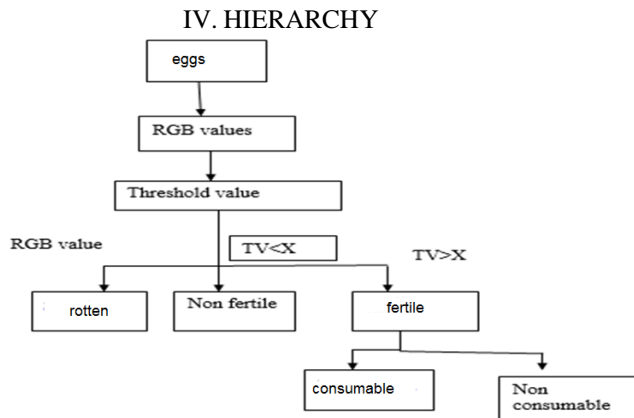 IV. HIERARCHY
eggs
RGB values
Threshold value
RGB value
TV<X
TV>X
rotten
Non fertile
fertile
consumable
Non
consumable